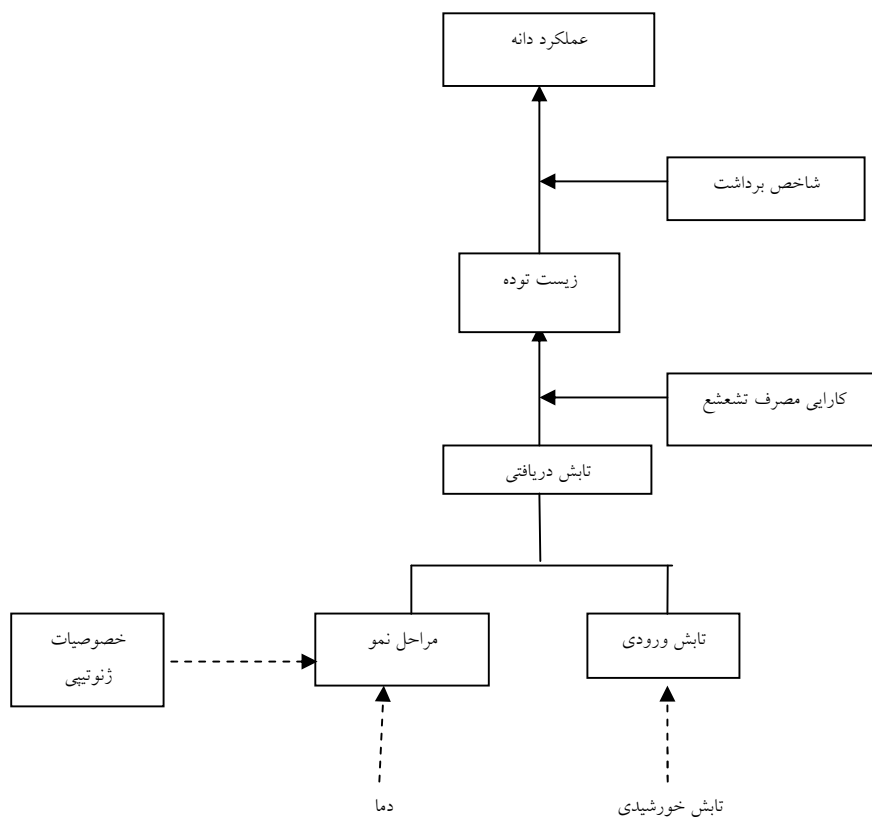 عملکرد دانه
شاخص برداشت
زیست توده
کارایی مصرف تشعشع
تابش دریافتی
خصوصیات
ژنوتیپی
مراحل نمو
تابش ورودی
دما
تابش خورشیدی